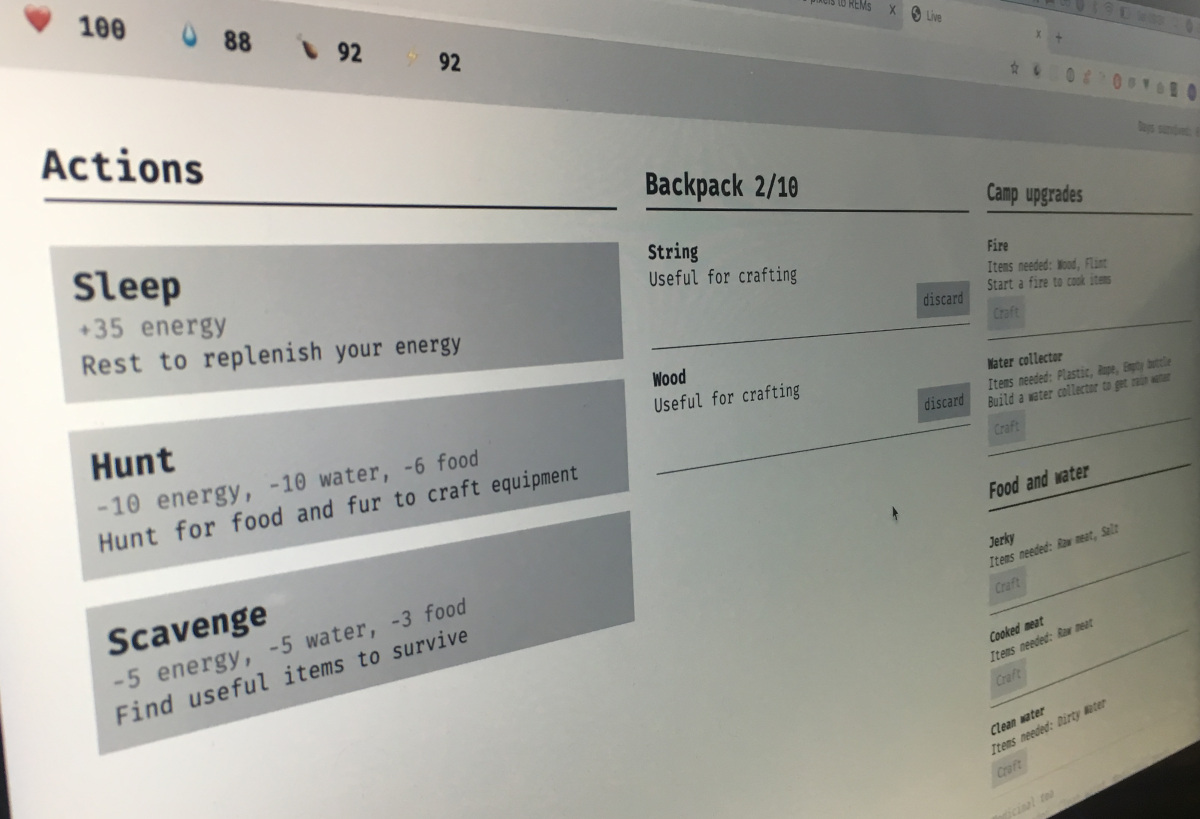 pixels to REMs
Live
100
88
92
92
Days survived:
Actions
Sleep
+35 energy
Rest to replenish your energy
Hunt
-10 energy, -10 water, -6 food
Hunt for food and fur to craft equipment
Scavenge
-5 energy, -5 water, -3 food
Find useful items to survive
Backpack 2/10
String
Useful for crafting
discard
Wood
Useful for crafting
discard
Camp upgrades
Fire
Items needed: Wood, Flint
Start a fire to cook items
Craft
Water collector
Items needed: Plastic, Rope, Empty bottle
Build a water collector to get rain water
Craft
Food and water
Jerky
Items needed: Raw meat, Salt
Craft
Cooked meat
Items needed: Raw meat
Craft
Clean water
Items needed: Dirty Water
Craft
Medicinal tea